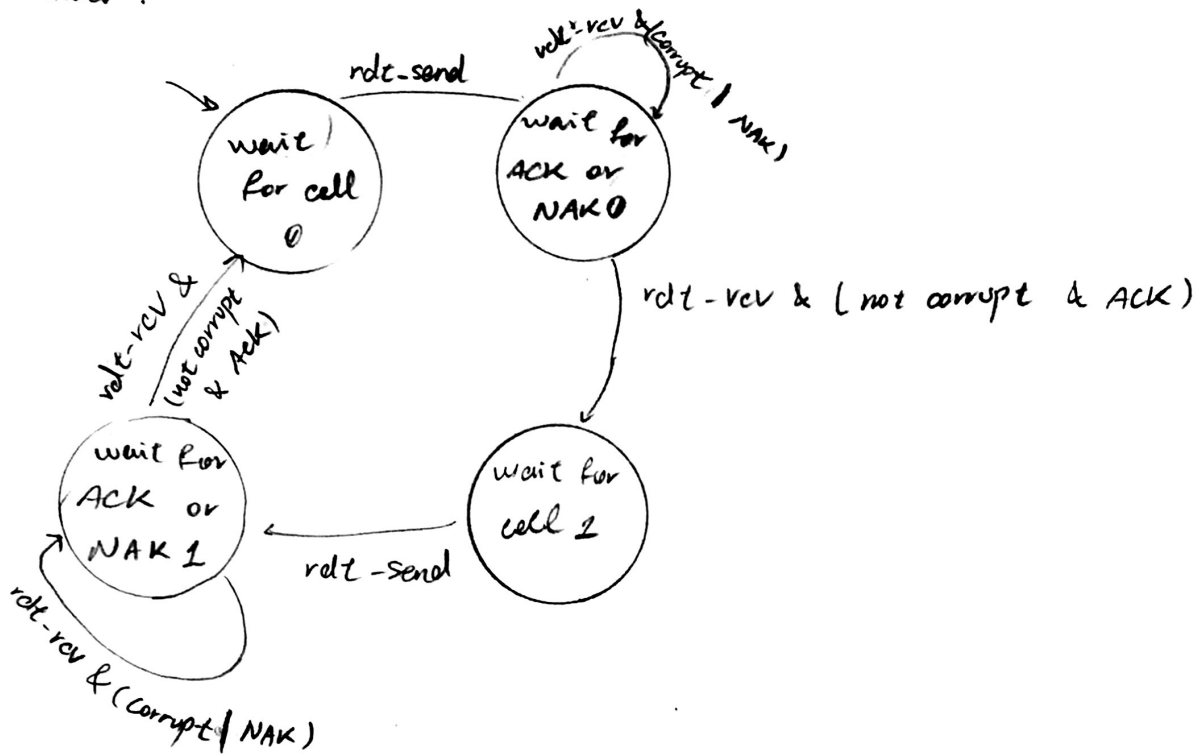 rdt-send
rdt-rcv & (corrupt | NAK)
wait
for call
0
wait for
ACK or
NAK 0
rdt-rcv & (not corrupt & ACK)
rdt-rcv &
(not corrupt
& Ack)
wait for
ACK or
NAK 1
wait for
call 1
rdt-send
rdt-rcv & (corrupt | NAK)